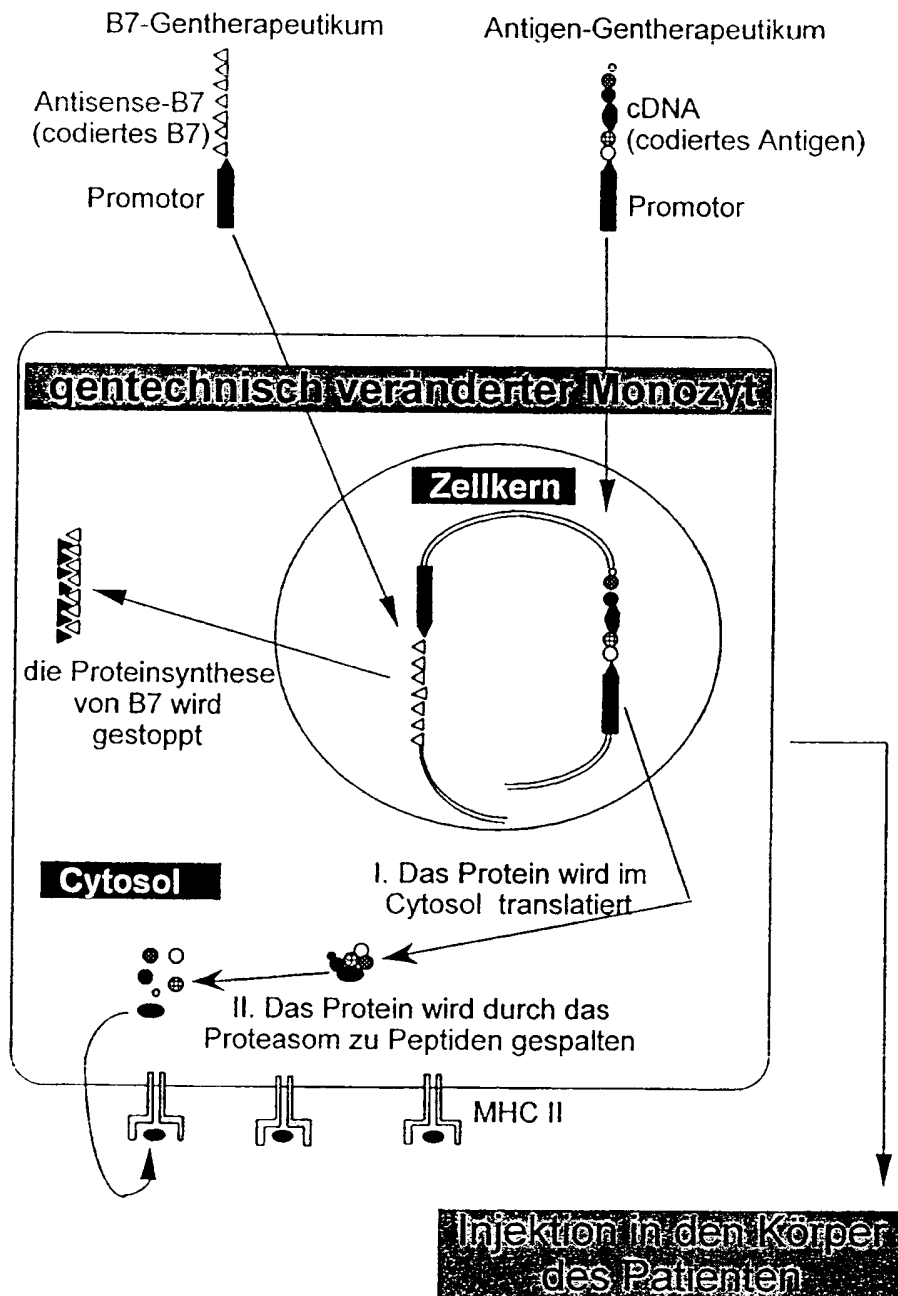 B7-Gentherapeutikum
Antigen-Gentherapeutikum
Antisense-B7
(codiertes B7)
cDNA
(codiertes Antigen)
Promotor
Promotor
gentechnisch veränderter Monozyt
Zellkern
die Proteinsynthese
von B7 wird
gestoppt
I. Das Protein wird im
Cytosol translatiert
Cytosol
II. Das Protein wird durch das
Proteasom zu Peptiden gespalten
MHC II
Injektion in den Körper
des Patienten